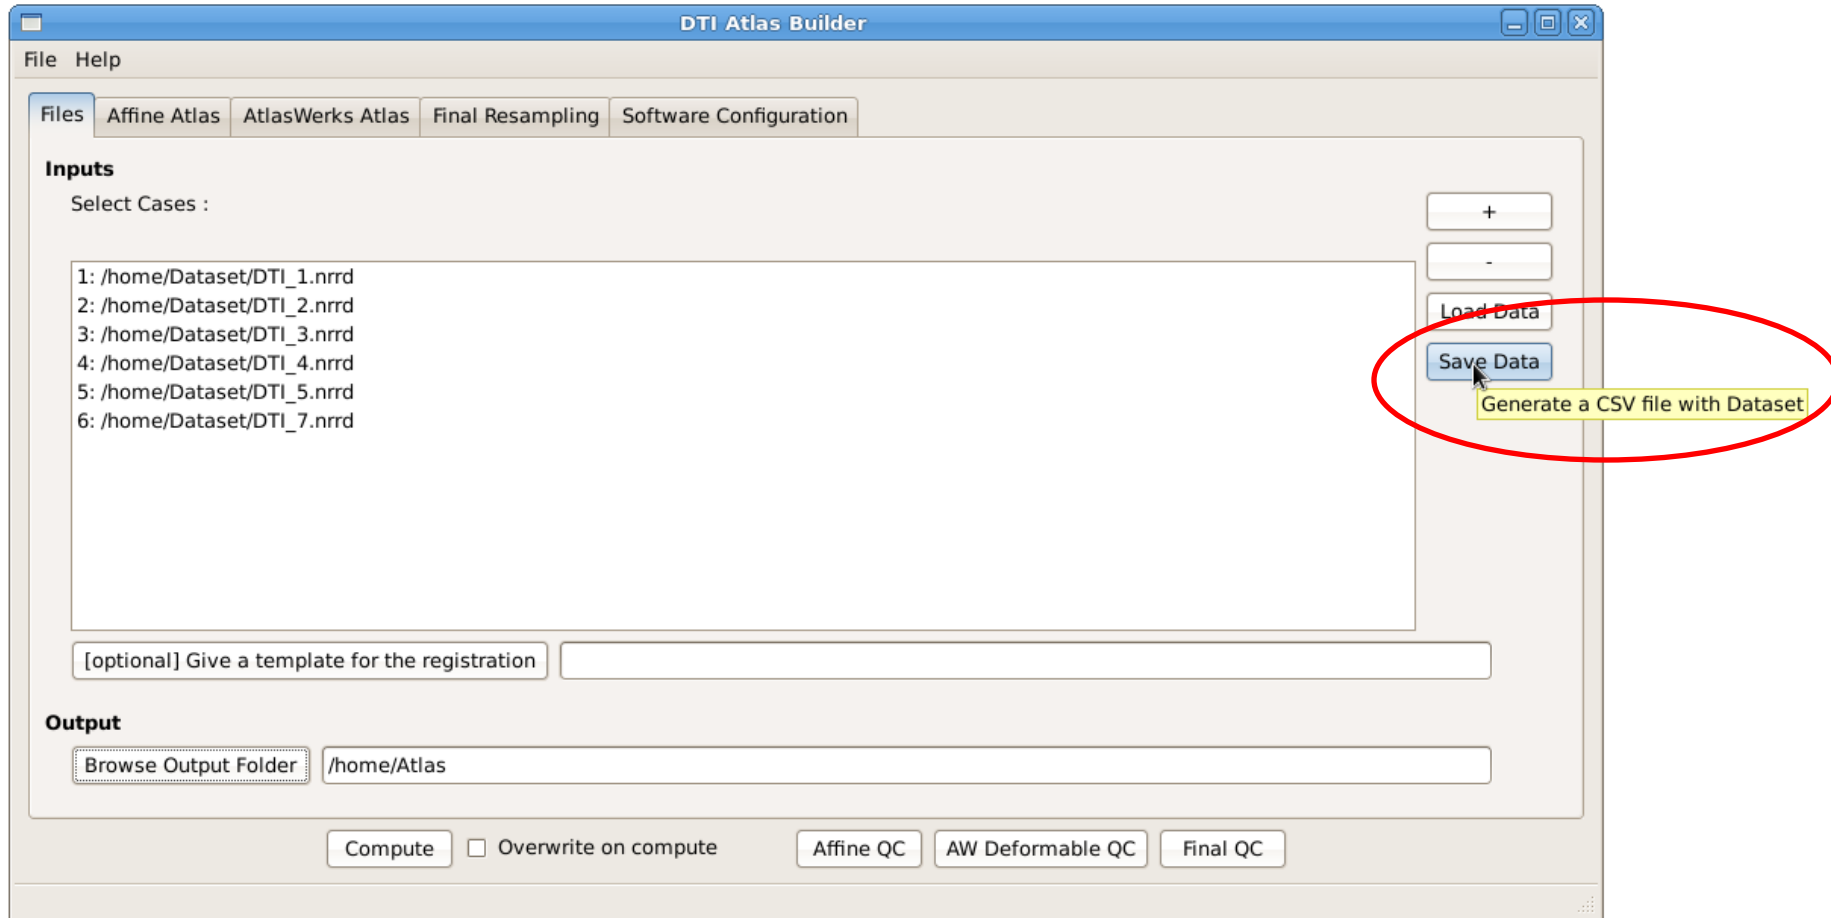 DTI Atlas Builder
File Help
Files Affine Atlas AtlasWerks Atlas Final Resampling Software Configuration
Inputs
Select Cases :
+
-
Load Data
Save Data
Generate a CSV file with Dataset
1: /home/Dataset/DTI_1.nrrd
2: /home/Dataset/DTI_2.nrrd
3: /home/Dataset/DTI_3.nrrd
4: /home/Dataset/DTI_4.nrrd
5: /home/Dataset/DTI_5.nrrd
6: /home/Dataset/DTI_7.nrrd
[optional] Give a template for the registration
Output
Browse Output Folder /home/Atlas
Compute Overwrite on compute Affine QC AW Deformable QC Final QC